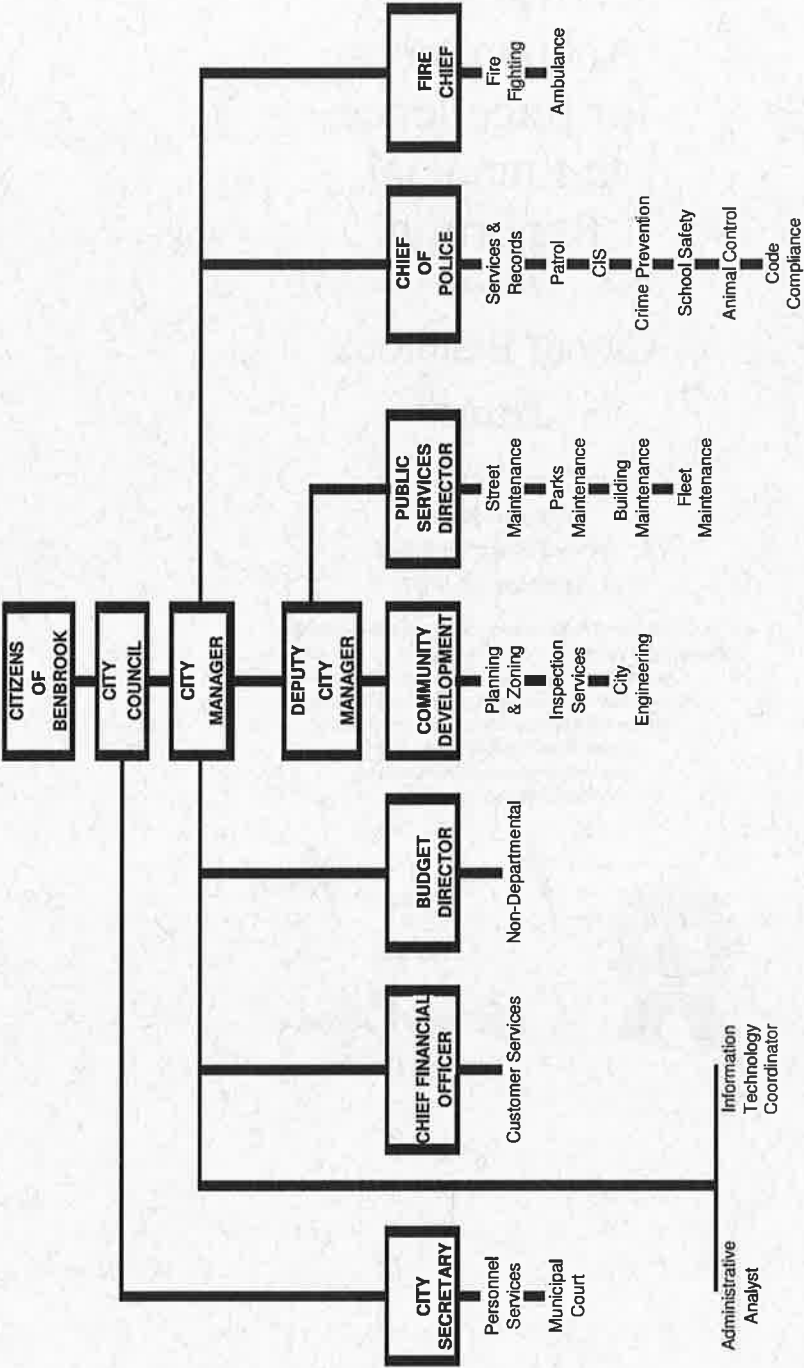 CITIZENS
OF
BENBROOK
CITY
COUNCIL
CITY
MANAGER
DEPUTY
CITY
MANAGER
CITY
SECRETARY
Personnel
Services
Municipal
Court
CHIEF FINANCIAL
OFFICER
Customer Services
BUDGET
DIRECTOR
Non-Departmental
COMMUNITY
DEVELOPMENT
Planning
& Zoning
Inspection
Services
City
Engineering
PUBLIC
SERVICES
DIRECTOR
Street
Maintenance
Parks
Maintenance
Building
Maintenance
Fleet
Maintenance
CHIEF
OF
POLICE
Services &
Records
Patrol
CIS
Crime Prevention
School Safety
Animal Control
Code
Compliance
FIRE
CHIEF
Fire
Fighting
Ambulance
Administrative
Analyst
Information
Technology
Coordinator